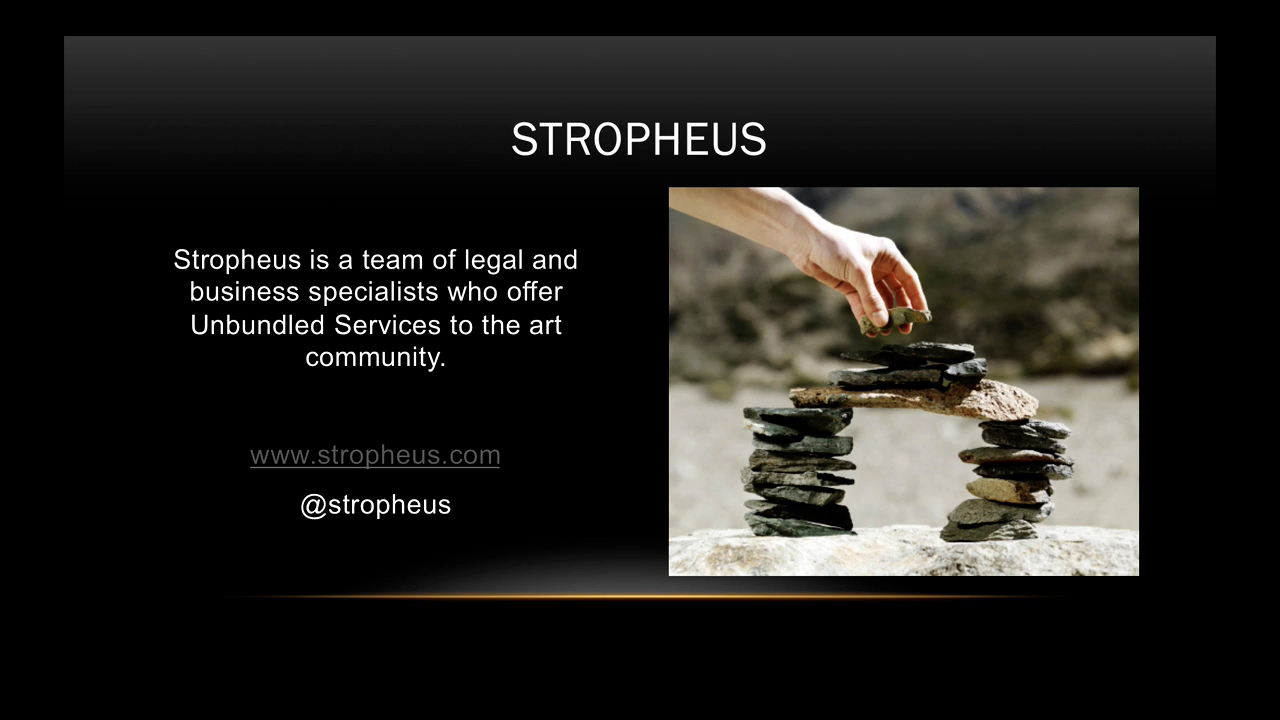 STROPHEUS
Stropheus is a team of legal and
business specialists who offer
Unbundled Services to the art
community.
www.stropheus.com
@stropheus